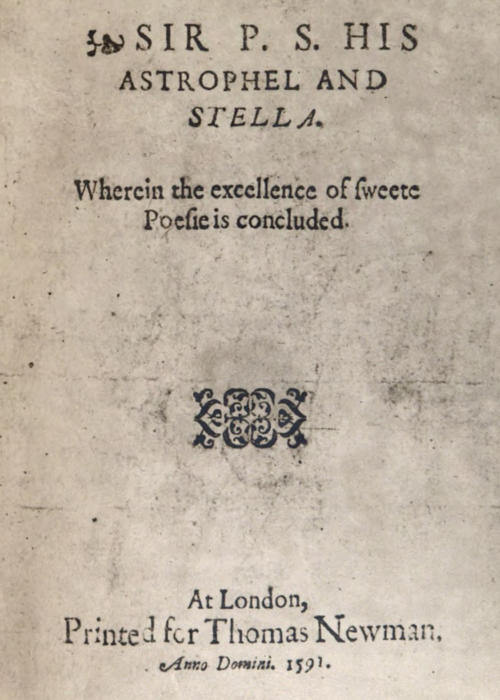 SIR P. S. HIS
ASTROPHEL AND
STELLA.
Wherein the excellence of ſweete
Poeſie is concluded.
At London,
Printed for Thomas Newman.
Anno Domini. 1591.